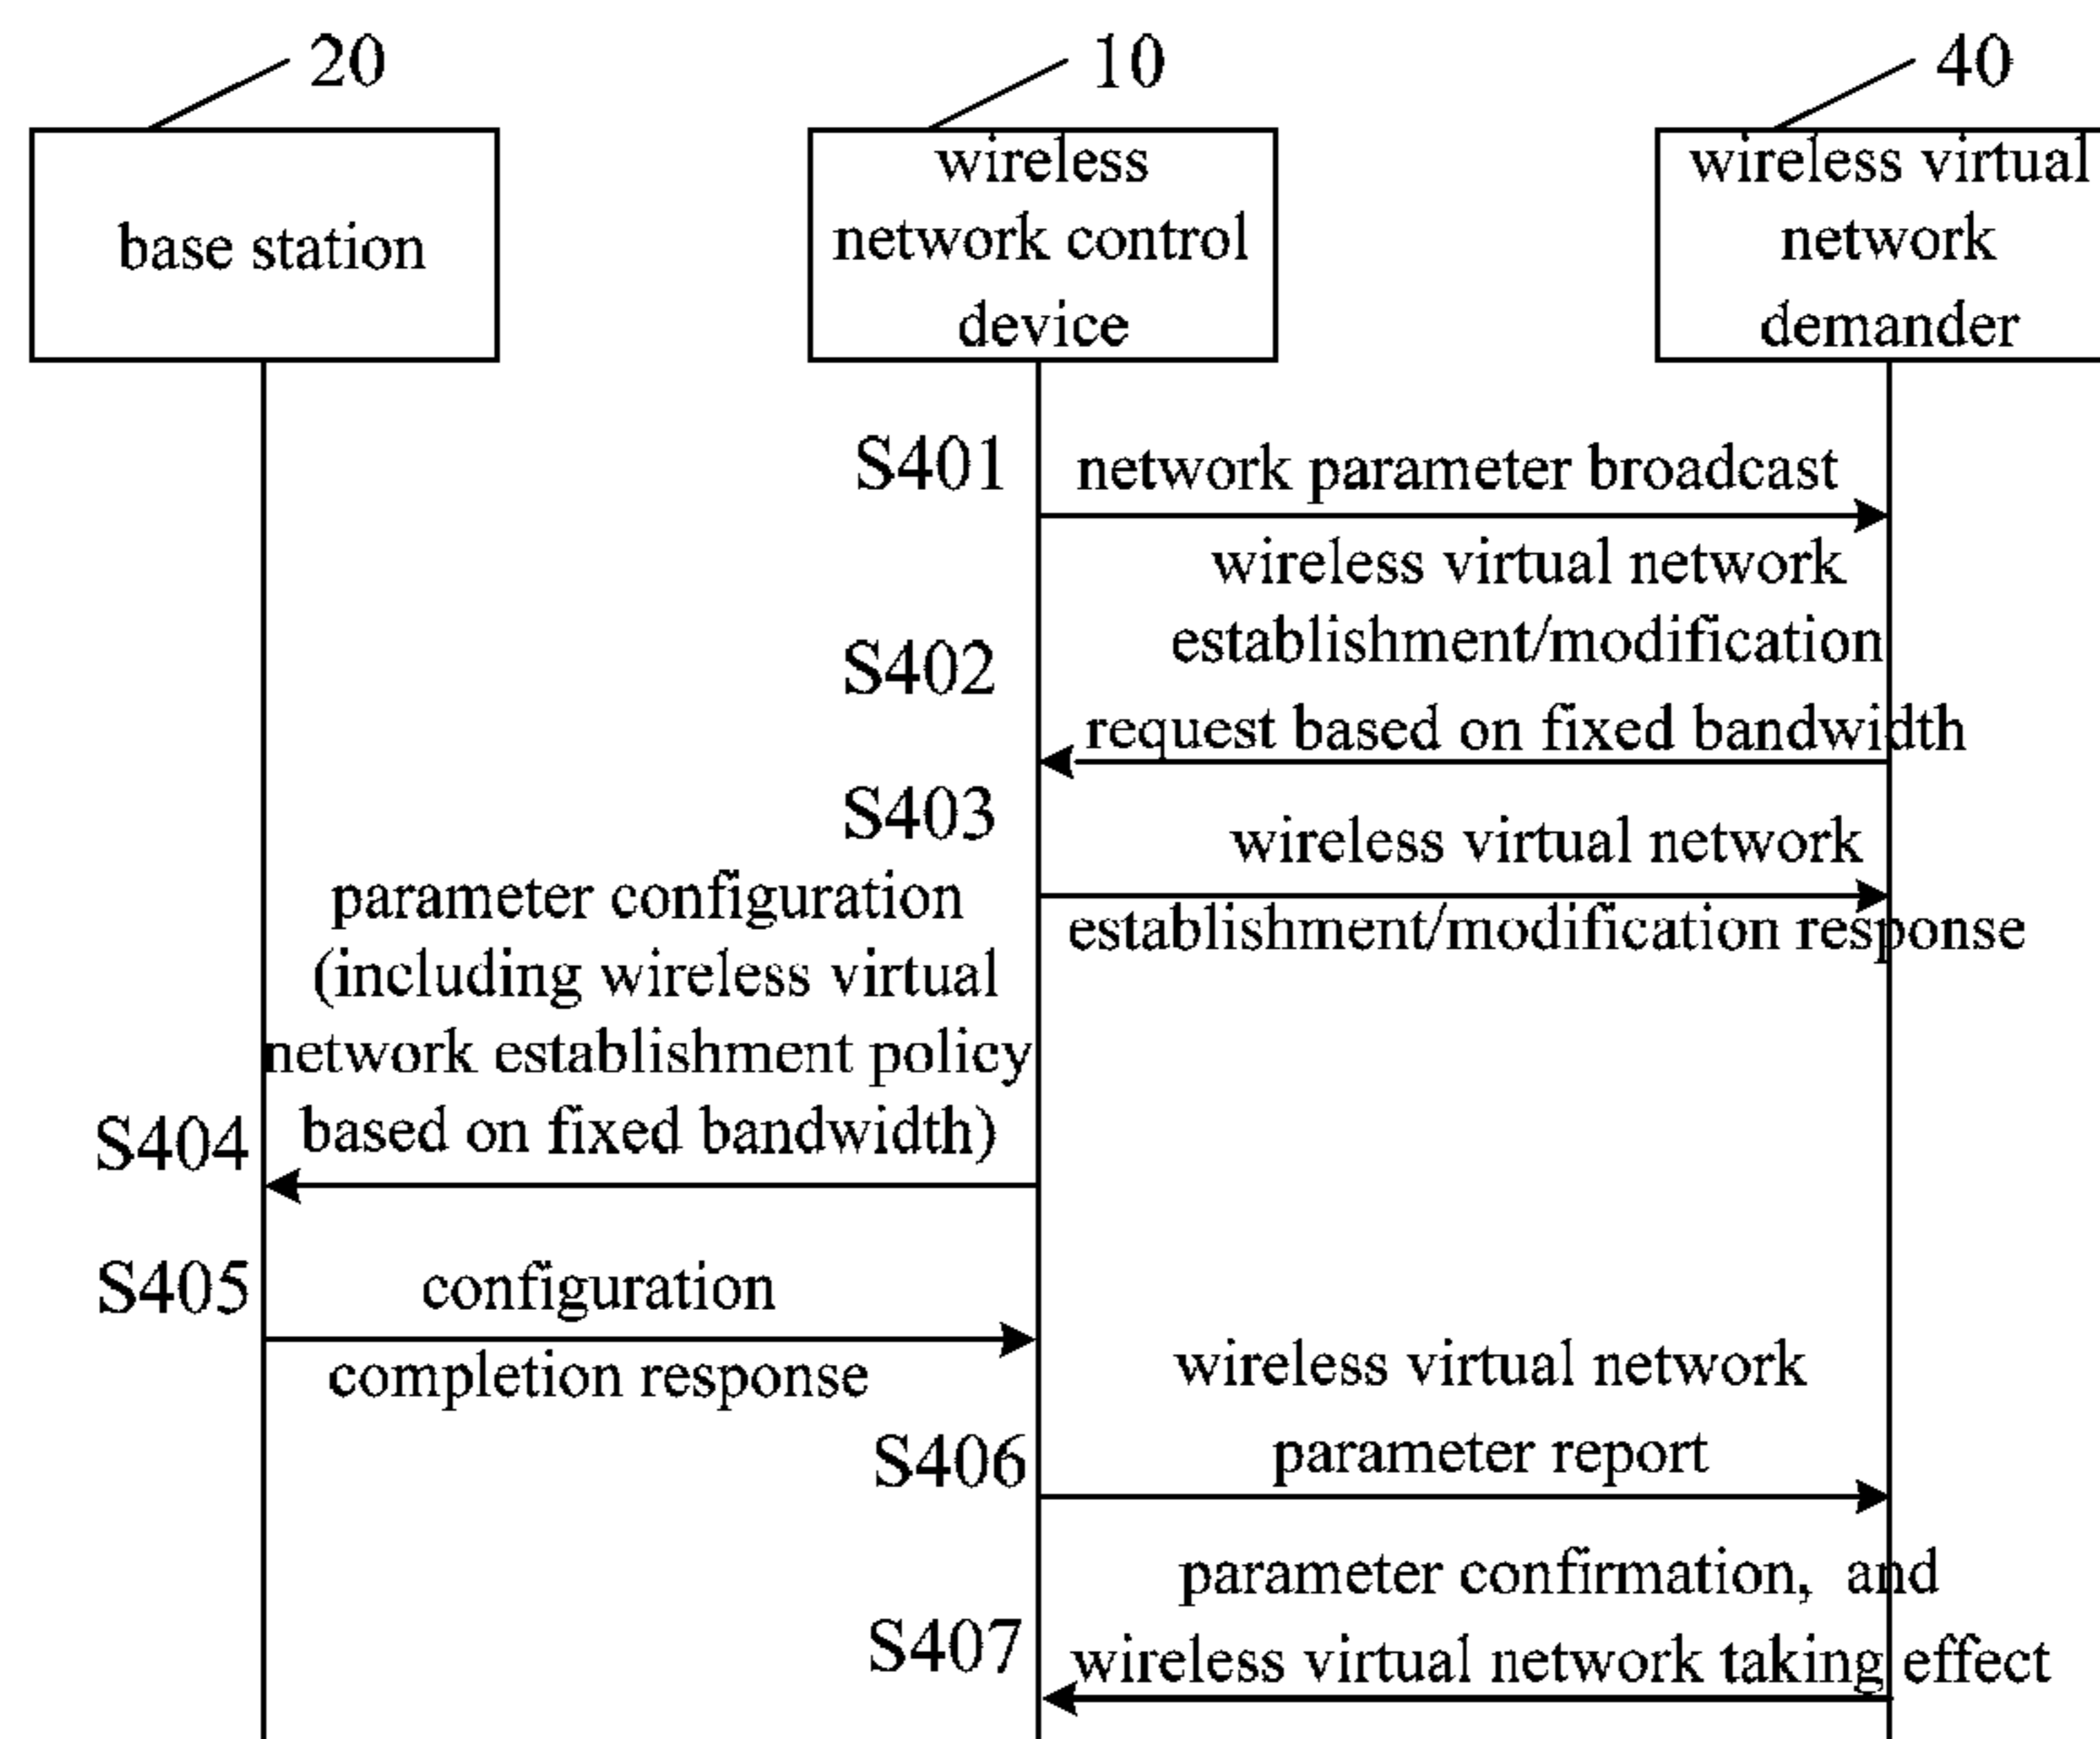 20
10
40
base station
wireless
network control
device
wireless virtual
network
demander
S401
network parameter broadcast
wireless virtual network
establishment/modification
S402
request based on fixed bandwidth
S403
wireless virtual network
establishment/modification response
parameter configuration
(including wireless virtual
network establishment policy
based on fixed bandwidth)
S404
S405
configuration
completion response
wireless virtual network
S406
parameter report
parameter confirmation, and
S407
wireless virtual network taking effect